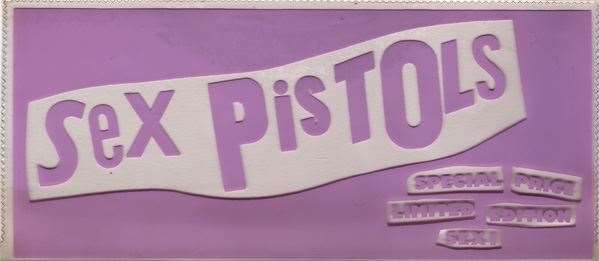 Sex PisTOLS
SPECIAL PRICE
LIMITED EDITION
SEX!